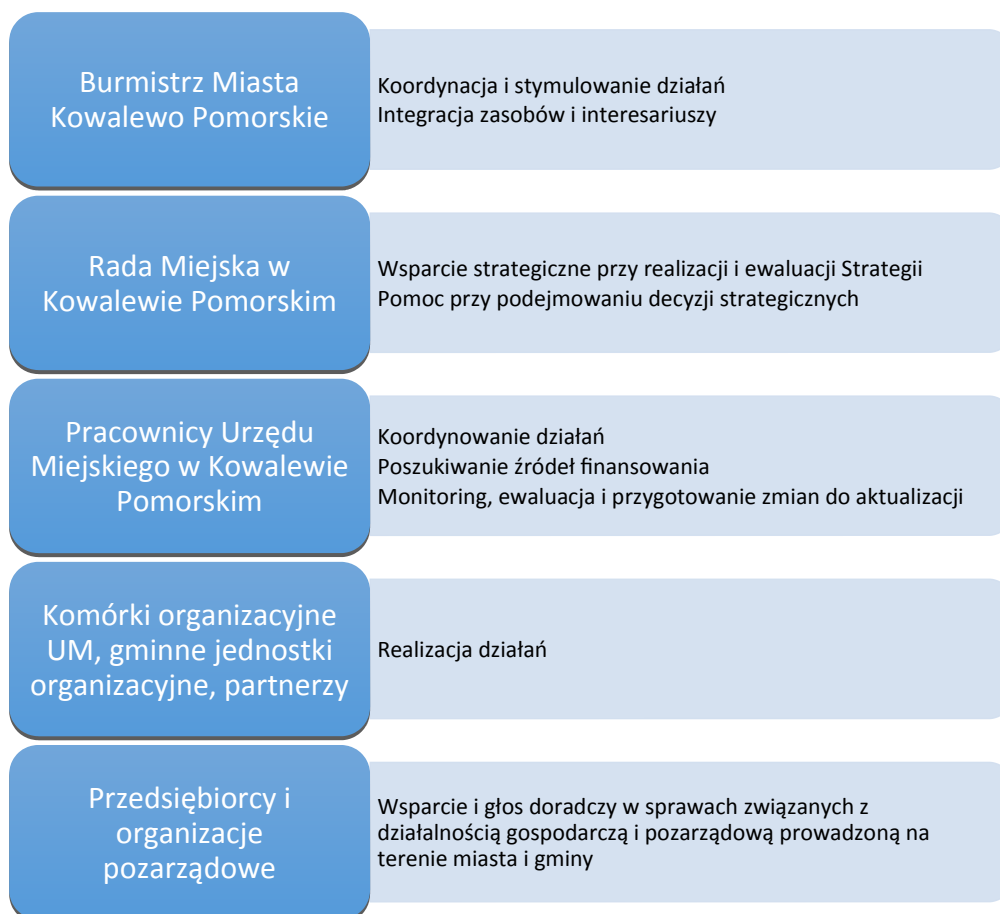 Burmistrz Miasta
Kowalewo Pomorskie
Koordynacja i stymulowanie działań
Integracja zasobów i interesariuszy
Rada Miejska w
Kowalewie Pomorskim
Wsparcie strategiczne przy realizacji i ewaluacji Strategii
Pomoc przy podejmowaniu decyzji strategicznych
Pracownicy Urzędu
Miejskiego w Kowalewie
Pomorskim
Koordynowanie działań
Poszukiwanie źródeł finansowania
Monitoring, ewaluacja i przygotowanie zmian do aktualizacji
Komórki organizacyjne
UM, gminne jednostki
organizacyjne, partnerzy
Realizacja działań
Przedsiębiorcy i
organizacje
pozarządowe
Wsparcie i głos doradczy w sprawach związanych z
działalnością gospodarczą i pozarządową prowadzoną na
terenie miasta i gminy